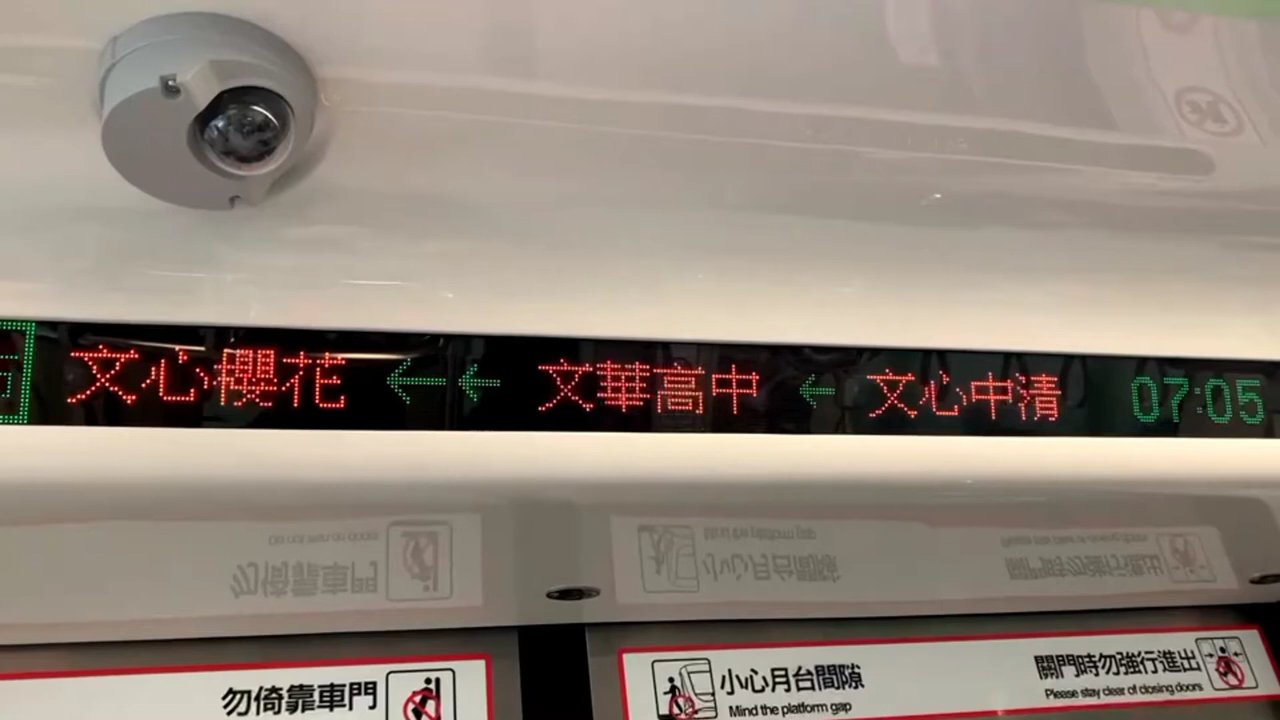 文心櫻花 ←← 文華高中 ← 文心中清 07:05
勿倚靠車門
小心月台間隙
Mind the platform gap
關門時勿強行進出
Please stay clear of closing doors